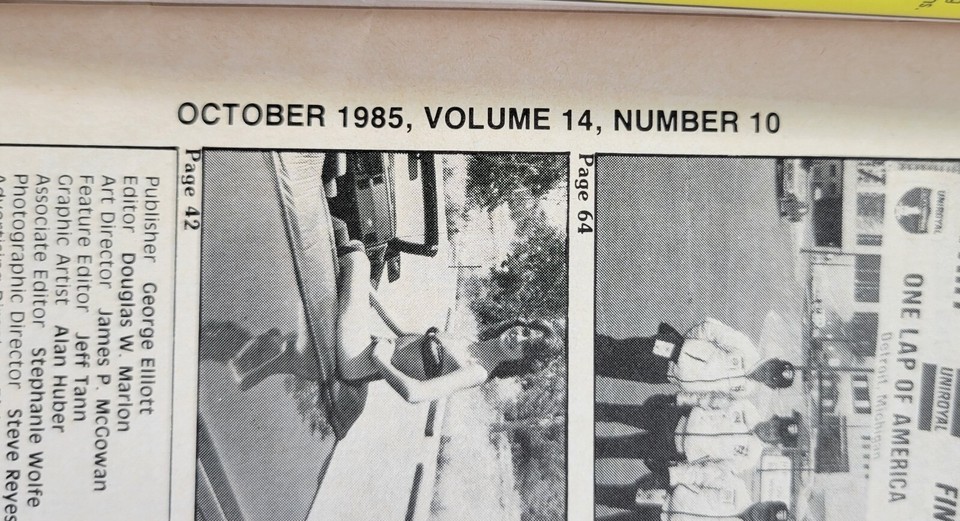 OCTOBER 1985, VOLUME 14, NUMBER 10
Page 42
Page 64
Publisher George Elliott
Editor Douglas W. Marlon
Art Director James P. McGowan
Feature Editor Jeff Tann
Graphic Artist Alan Huber
Associate Editor Stephanie Wolfe
Photographic Director Steve Reyes
UNIROYAL
UNIROYAL
ONE LAP OF AMERICA
Detroit, Michigan